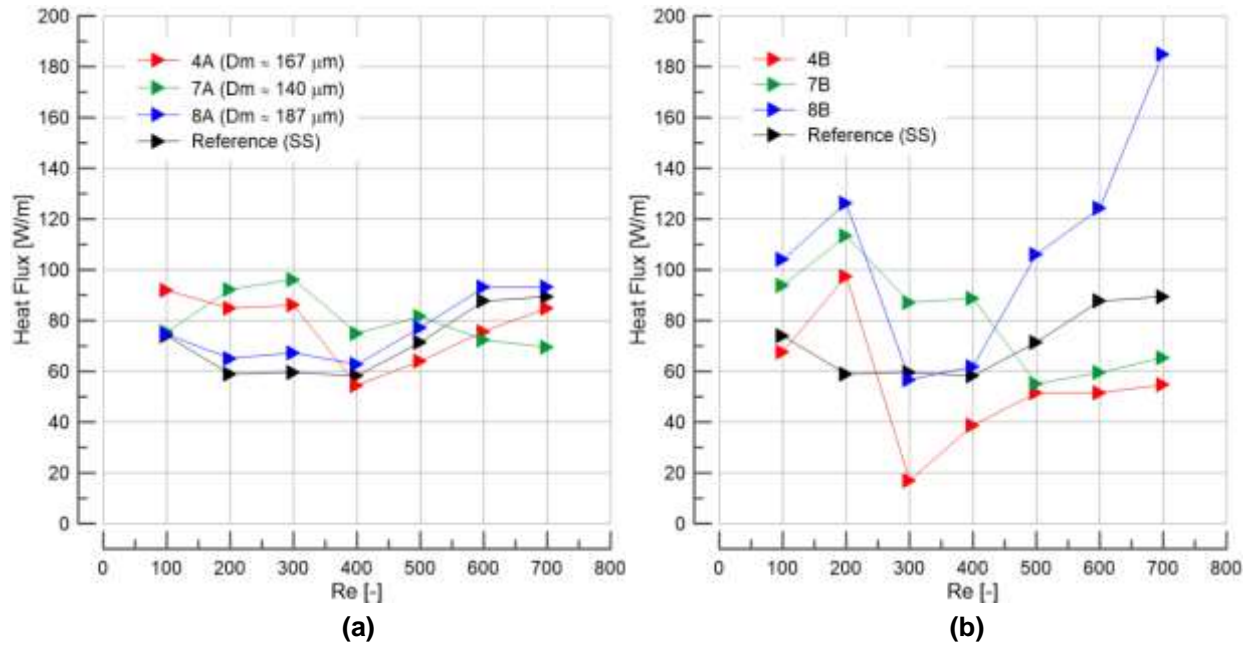 200
180
160
140
120
100
80
60
40
20
0
Heat Flux [W/m]
4A (Dm ≈ 167 μm)
7A (Dm ≈ 140 μm)
8A (Dm ≈ 187 μm)
Reference (SS)
0 100 200 300 400 500 600 700 800
Re [-]
(a)
200
180
160
140
120
100
80
60
40
20
0
Heat Flux [W/m]
4B
7B
8B
Reference (SS)
0 100 200 300 400 500 600 700 800
Re [-]
(b)